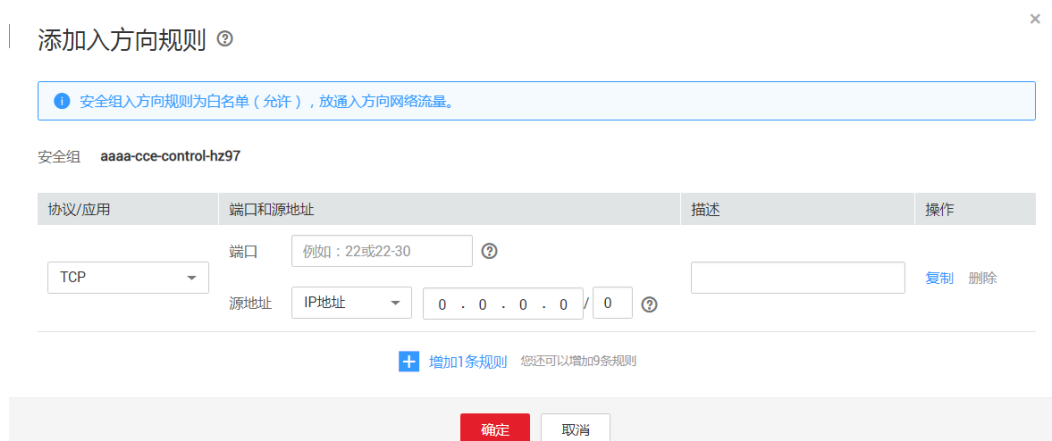 添加入方向规则
安全组入方向规则为白名单（允许），放通入方向网络流量。
安全组 aaaa-cce-control-hz97
协议/应用 端口和源地址 描述 操作
端口 例如：22或22-30
TCP 复制 删除
源地址 IP地址 0 . 0 . 0 . 0 / 0
增加1条规则 您还可以增加9条规则
确定 取消